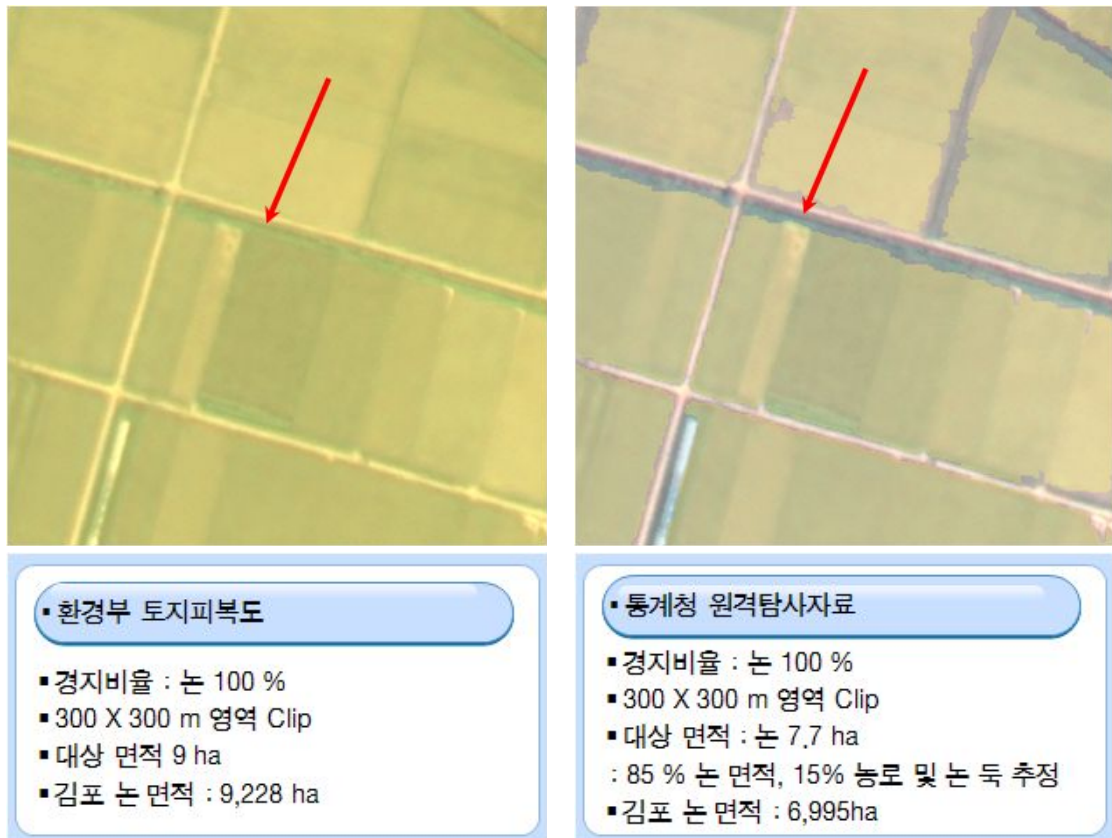 ▪ 환경부 토지피복도
▪ 경지비율 : 논 100 %
▪ 300 X 300 m 영역 Clip
▪ 대상 면적 9 ha
▪ 김포 논 면적 : 9,228 ha
▪ 통계청 원격탐사자료
▪ 경지비율 : 논 100 %
▪ 300 X 300 m 영역 Clip
▪ 대상 면적 : 논 7.7 ha
: 85 % 논 면적, 15% 농로 및 논 둑 추정
▪ 김포 논 면적 : 6,995ha